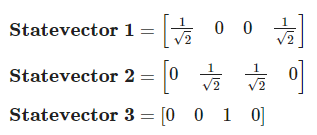 Statevector 1 = [1/√2 0 0 1/√2]
Statevector 2 = [0 1/√2 1/√2 0]
Statevector 3 = [0 0 1 0]